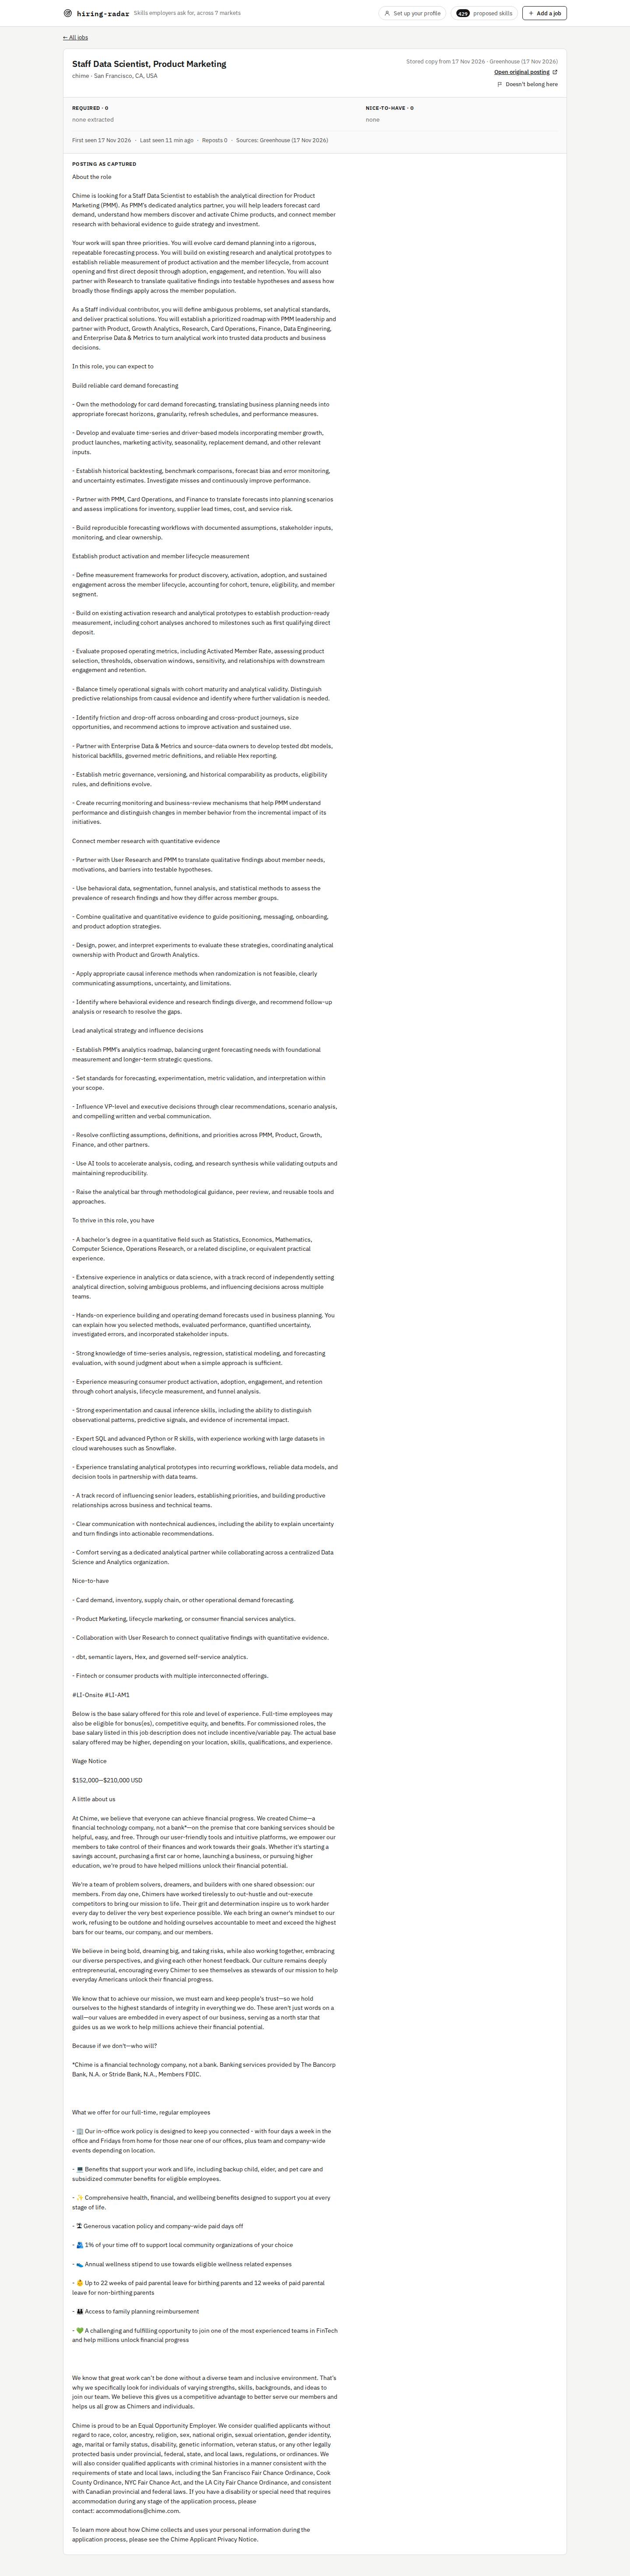 hiring-radar Skills employers ask for, across 7 markets
Set up your profile
429 proposed skills
+ Add a job
← All jobs
Staff Data Scientist, Product Marketing
chime · San Francisco, CA, USA
Stored copy from 17 Nov 2026 · Greenhouse (17 Nov 2026)
Open original posting
Doesn't belong here
REQUIRED · 0
none extracted
NICE-TO-HAVE · 0
none
First seen 17 Nov 2026 · Last seen 11 min ago · Reposts 0 · Sources: Greenhouse (17 Nov 2026)
POSTING AS CAPTURED
About the role
Chime is looking for a Staff Data Scientist to establish the analytical direction for Product
Marketing (PMM). As PMM's dedicated analytics partner, you will help leaders forecast card
demand, understand how members discover and activate Chime products, and connect member
research with behavioral evidence to guide strategy and investment.
Your work will span three priorities. You will evolve card demand planning into a rigorous,
repeatable forecasting process. You will build on existing research and analytical prototypes to
establish reliable measurement of product activation and the member lifecycle, from account
opening and first direct deposit through adoption, engagement, and retention. You will also
partner with Research to translate qualitative findings into testable hypotheses and assess how
broadly those findings apply across the member population.
As a Staff individual contributor, you will define ambiguous problems, set analytical standards,
and deliver practical solutions. You will establish a prioritized roadmap with PMM leadership and
partner with Product, Growth Analytics, Research, Card Operations, Finance, Data Engineering,
and Enterprise Data & Metrics to turn analytical work into trusted data products and business
decisions.
In this role, you can expect to
Build reliable card demand forecasting
- Own the methodology for card demand forecasting, translating business planning needs into
appropriate forecast horizons, granularity, refresh schedules, and performance measures.
- Develop and evaluate time-series and driver-based models incorporating member growth,
product launches, marketing activity, seasonality, replacement demand, and other relevant
inputs.
- Establish historical backtesting, benchmark comparisons, forecast bias and error monitoring,
and uncertainty estimates. Investigate misses and continuously improve performance.
- Partner with PMM, Card Operations, and Finance to translate forecasts into planning scenarios
and assess implications for inventory, supplier lead times, cost, and service risk.
- Build reproducible forecasting workflows with documented assumptions, stakeholder inputs,
monitoring, and clear ownership.
Establish product activation and member lifecycle measurement
- Define measurement frameworks for product discovery, activation, adoption, and sustained
engagement across the member lifecycle, accounting for cohort, tenure, eligibility, and member
segment.
- Build on existing activation research and analytical prototypes to establish production-ready
measurement, including cohort analyses anchored to milestones such as first qualifying direct
deposit.
- Evaluate proposed operating metrics, including Activated Member Rate, assessing product
selection, thresholds, observation windows, sensitivity, and relationships with downstream
engagement and retention.
- Balance timely operational signals with cohort maturity and analytical validity. Distinguish
predictive relationships from causal evidence and identify where further validation is needed.
- Identify friction and drop-off across onboarding and cross-product journeys, size
opportunities, and recommend actions to improve activation and sustained use.
- Partner with Enterprise Data & Metrics and source-data owners to develop tested dbt models,
historical backfills, governed metric definitions, and reliable Hex reporting.
- Establish metric governance, versioning, and historical comparability as products, eligibility
rules, and definitions evolve.
- Create recurring monitoring and business-review mechanisms that help PMM understand
performance and distinguish changes in member behavior from the incremental impact of its
initiatives.
Connect member research with quantitative evidence
- Partner with User Research and PMM to translate qualitative findings about member needs,
motivations, and barriers into testable hypotheses.
- Use behavioral data, segmentation, funnel analysis, and statistical methods to assess the
prevalence of research findings and how they differ across member groups.
- Combine qualitative and quantitative evidence to guide positioning, messaging, onboarding,
and product adoption strategies.
- Design, power, and interpret experiments to evaluate these strategies, coordinating analytical
ownership with Product and Growth Analytics.
- Apply appropriate causal inference methods when randomization is not feasible, clearly
communicating assumptions, uncertainty, and limitations.
- Identify where behavioral evidence and research findings diverge, and recommend follow-up
analysis or research to resolve the gaps.
Lead analytical strategy and influence decisions
- Establish PMM's analytics roadmap, balancing urgent forecasting needs with foundational
measurement and longer-term strategic questions.
- Set standards for forecasting, experimentation, metric validation, and interpretation within
your scope.
- Influence VP-level and executive decisions through clear recommendations, scenario analysis,
and compelling written and verbal communication.
- Resolve conflicting assumptions, definitions, and priorities across PMM, Product, Growth,
Finance, and other partners.
- Use AI tools to accelerate analysis, coding, and research synthesis while validating outputs and
maintaining reproducibility.
- Raise the analytical bar through methodological guidance, peer review, and reusable tools and
approaches.
To thrive in this role, you have
- A bachelor's degree in a quantitative field such as Statistics, Economics, Mathematics,
Computer Science, Operations Research, or a related discipline, or equivalent practical
experience.
- Extensive experience in analytics or data science, with a track record of independently setting
analytical direction, solving ambiguous problems, and influencing decisions across multiple
teams.
- Hands-on experience building and operating demand forecasts used in business planning. You
can explain how you selected methods, evaluated performance, quantified uncertainty,
investigated errors, and incorporated stakeholder inputs.
- Strong knowledge of time-series analysis, regression, statistical modeling, and forecasting
evaluation, with sound judgment about when a simple approach is sufficient.
- Experience measuring consumer product activation, adoption, engagement, and retention
through cohort analysis, lifecycle measurement, and funnel analysis.
- Strong experimentation and causal inference skills, including the ability to distinguish
observational patterns, predictive signals, and evidence of incremental impact.
- Expert SQL and advanced Python or R skills, with experience working with large datasets in
cloud warehouses such as Snowflake.
- Experience translating analytical prototypes into recurring workflows, reliable data models, and
decision tools in partnership with data teams.
- A track record of influencing senior leaders, establishing priorities, and building productive
relationships across business and technical teams.
- Clear communication with nontechnical audiences, including the ability to explain uncertainty
and turn findings into actionable recommendations.
- Comfort serving as a dedicated analytical partner while collaborating across a centralized Data
Science and Analytics organization.
Nice-to-have
- Card demand, inventory, supply chain, or other operational demand forecasting.
- Product Marketing, lifecycle marketing, or consumer financial services analytics.
- Collaboration with User Research to connect qualitative findings with quantitative evidence.
- dbt, semantic layers, Hex, and governed self-service analytics.
- Fintech or consumer products with multiple interconnected offerings.
#LI-Onsite #LI-AM1
Below is the base salary offered for this role and level of experience. Full-time employees may
also be eligible for bonus(es), competitive equity, and benefits. For commissioned roles, the
base salary listed in this job description does not include incentive/variable pay. The actual base
salary offered may be higher, depending on your location, skills, qualifications, and experience.
Wage Notice
$152,000—$210,000 USD
A little about us
At Chime, we believe that everyone can achieve financial progress. We created Chime—a
financial technology company, not a bank*—on the premise that core banking services should be
helpful, easy, and free. Through our user-friendly tools and intuitive platforms, we empower our
members to take control of their finances and work towards their goals. Whether it's starting a
savings account, purchasing a first car or home, launching a business, or pursuing higher
education, we're proud to have helped millions unlock their financial potential.
We're a team of problem solvers, dreamers, and builders with one shared obsession: our
members. From day one, Chimers have worked tirelessly to out-hustle and out-execute
competitors to bring our mission to life. Their grit and determination inspire us to work harder
every day to deliver the very best experience possible. We each bring an owner's mindset to our
work, refusing to be outdone and holding ourselves accountable to meet and exceed the highest
bars for our teams, our company, and our members.
We believe in being bold, dreaming big, and taking risks, while also working together, embracing
our diverse perspectives, and giving each other honest feedback. Our culture remains deeply
entrepreneurial, encouraging every Chimer to see themselves as stewards of our mission to help
everyday Americans unlock their financial progress.
We know that to achieve our mission, we must earn and keep people's trust—so we hold
ourselves to the highest standards of integrity in everything we do. These aren't just words on a
wall—our values are embedded in every aspect of our business, serving as a north star that
guides us as we work to help millions achieve their financial potential.
Because if we don't—who will?
*Chime is a financial technology company, not a bank. Banking services provided by The Bancorp
Bank, N.A. or Stride Bank, N.A., Members FDIC.
What we offer for our full-time, regular employees
- 🏢 Our in-office work policy is designed to keep you connected - with four days a week in the
office and Fridays from home for those near one of our offices, plus team and company-wide
events depending on location.
- 💻 Benefits that support your work and life, including backup child, elder, and pet care and
subsidized commuter benefits for eligible employees.
- ✨ Comprehensive health, financial, and wellbeing benefits designed to support you at every
stage of life.
- 🏝 Generous vacation policy and company-wide paid days off
- 🫂 1% of your time off to support local community organizations of your choice
- 👟 Annual wellness stipend to use towards eligible wellness related expenses
- 👶 Up to 22 weeks of paid parental leave for birthing parents and 12 weeks of paid parental
leave for non-birthing parents
- 👪 Access to family planning reimbursement
- 💚 A challenging and fulfilling opportunity to join one of the most experienced teams in FinTech
and help millions unlock financial progress
We know that great work can't be done without a diverse team and inclusive environment. That's
why we specifically look for individuals of varying strengths, skills, backgrounds, and ideas to
join our team. We believe this gives us a competitive advantage to better serve our members and
helps us all grow as Chimers and individuals.
Chime is proud to be an Equal Opportunity Employer. We consider qualified applicants without
regard to race, color, ancestry, religion, sex, national origin, sexual orientation, gender identity,
age, marital or family status, disability, genetic information, veteran status, or any other legally
protected basis under provincial, federal, state, and local laws, regulations, or ordinances. We
will also consider qualified applicants with criminal histories in a manner consistent with the
requirements of state and local laws, including the San Francisco Fair Chance Ordinance, Cook
County Ordinance, NYC Fair Chance Act, and the LA City Fair Chance Ordinance, and consistent
with Canadian provincial and federal laws. If you have a disability or special need that requires
accommodation during any stage of the application process, please
contact: accommodations@chime.com.
To learn more about how Chime collects and uses your personal information during the
application process, please see the Chime Applicant Privacy Notice.